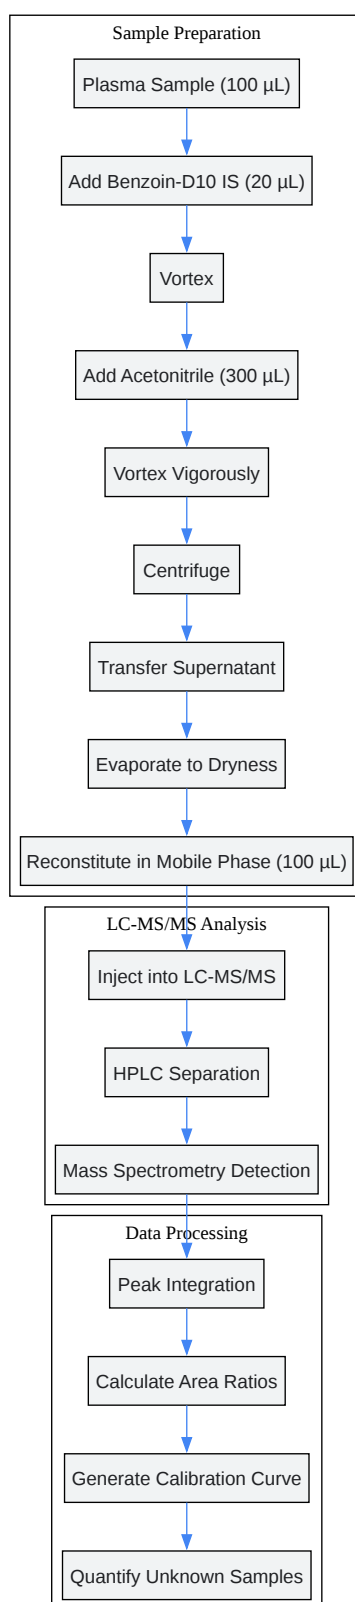 Sample Preparation
Plasma Sample (100 µL)
Add Benzoin-D10 IS (20 µL)
Vortex
Add Acetonitrile (300 µL)
Vortex Vigorously
Centrifuge
Transfer Supernatant
Evaporate to Dryness
Reconstitute in Mobile Phase (100 µL)
LC-MS/MS Analysis
Inject into LC-MS/MS
HPLC Separation
Mass Spectrometry Detection
Data Processing
Peak Integration
Calculate Area Ratios
Generate Calibration Curve
Quantify Unknown Samples